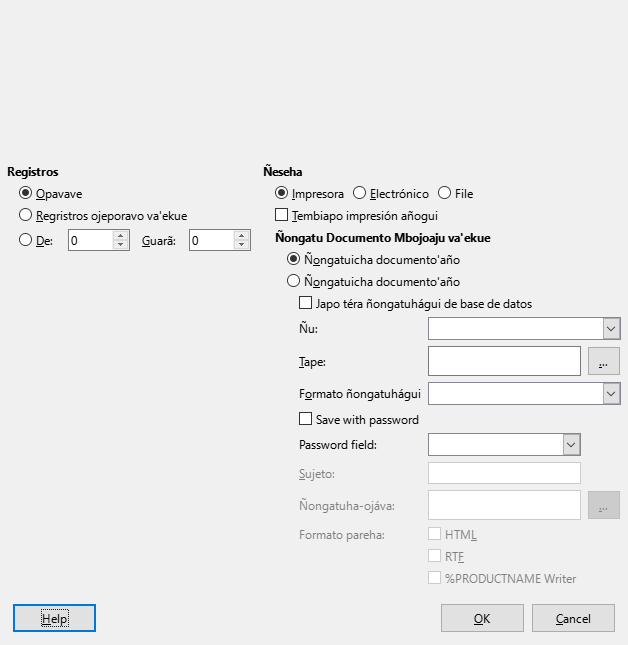 Registros
Opavave
Regristros ojeporavo va'ekue
De: 0 Guarã: 0
Ñeseha
Impresora Electrónico File
Tembiapo impresión añogui
Ñongatu Documento Mbojoaju va'ekue
Ñongatuicha documento'año
Ñongatuicha documento'año
Japo téra ñongatuhágui de base de datos
Ñu:
Tape: ...
Formato ñongatuhágui
Save with password
Password field:
Sujeto:
Ñongatuha-ojáva: ...
Formato pareha: HTML
RTF
%PRODUCTNAME Writer
Help OK Cancel